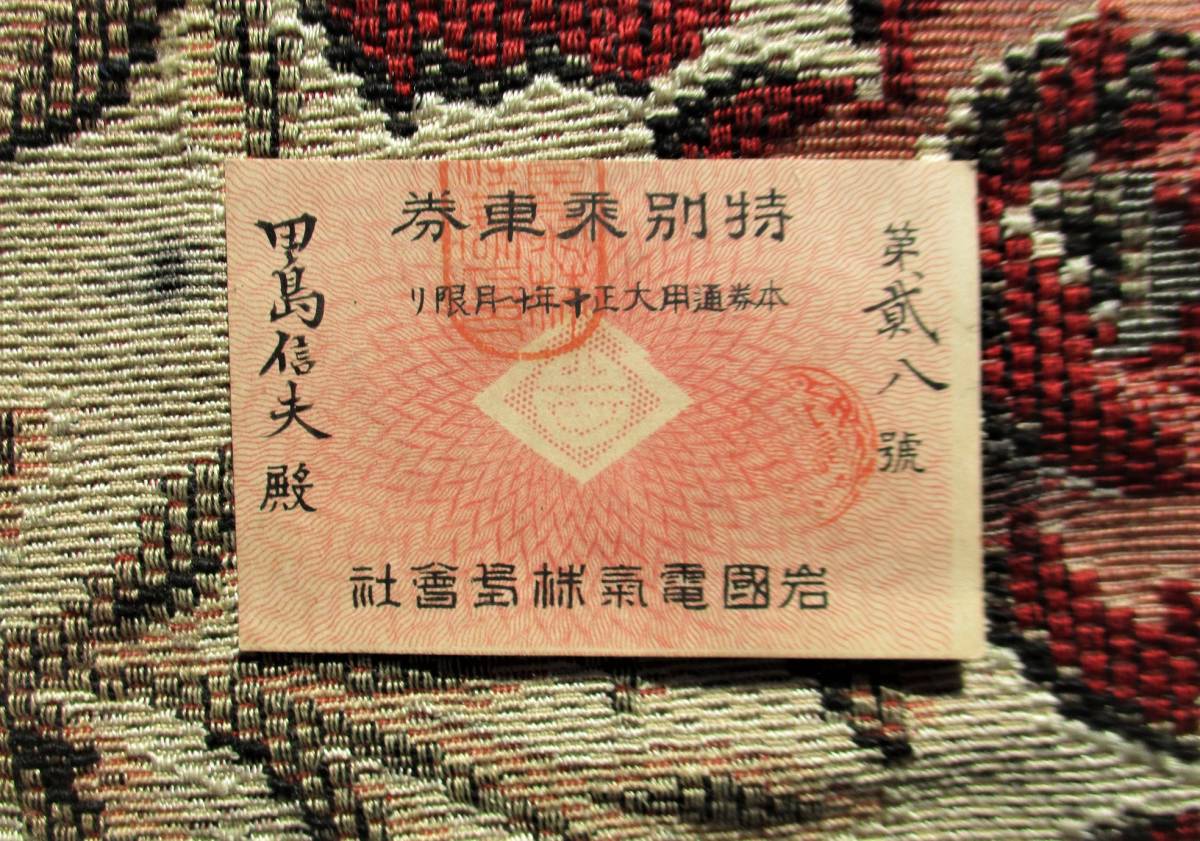 特別乗車券
本券通用大正十年十一月限リ
第貳八號
甲島信夫殿
岩國電氣株式會社